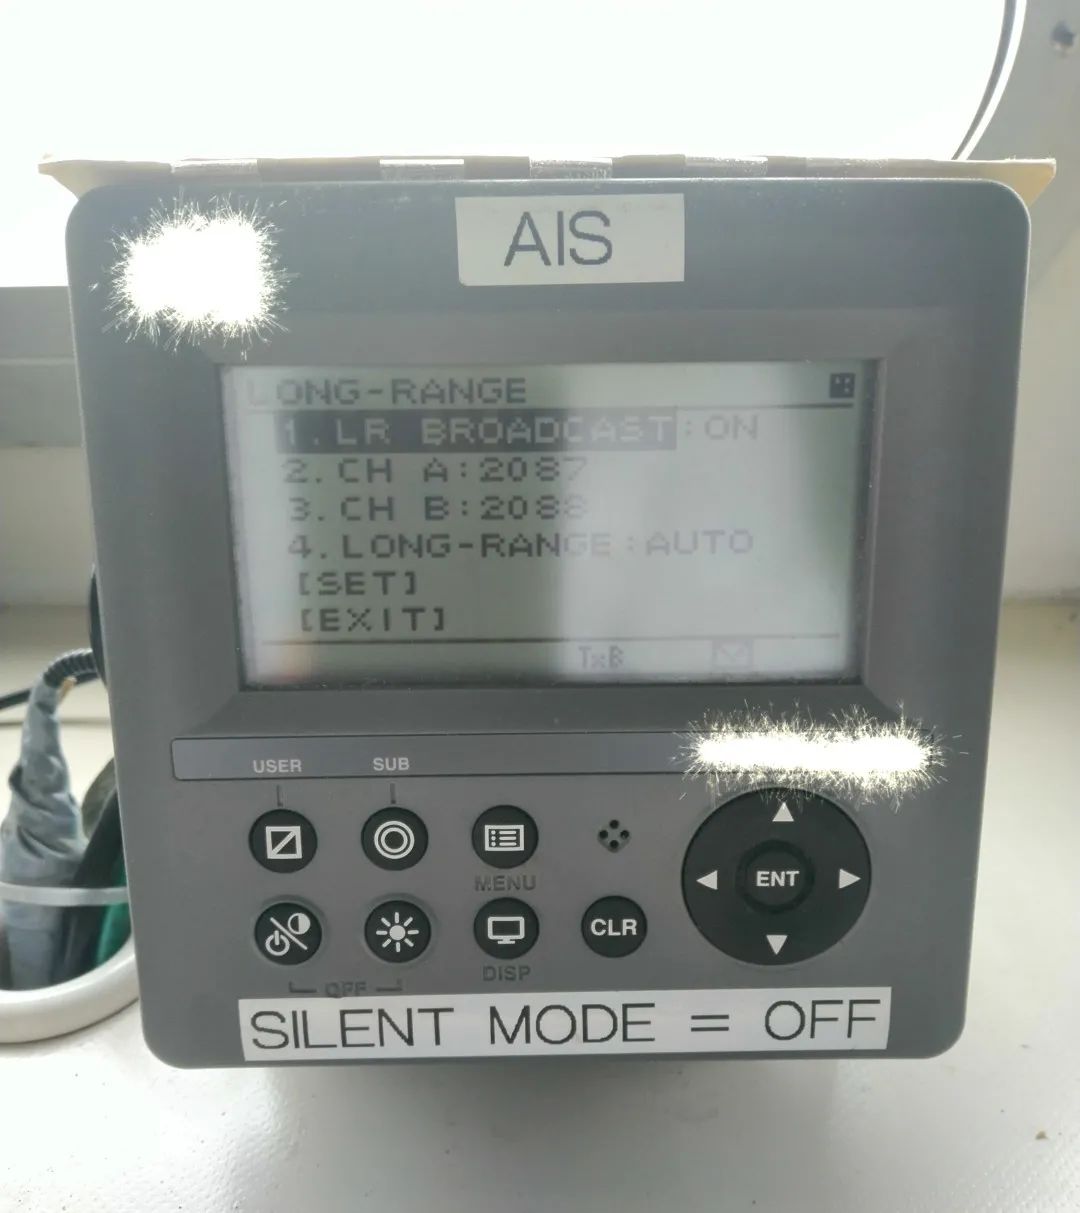 AIS
LONG-RANGE
1.LR BROADCAST:ON
2.CH A:2087
3.CH B:2088
4.LONG-RANGE:AUTO
[SET]
[EXIT]
TxB
USER SUB
MENU
ENT
CLR
DISP
OFF
SILENT MODE = OFF